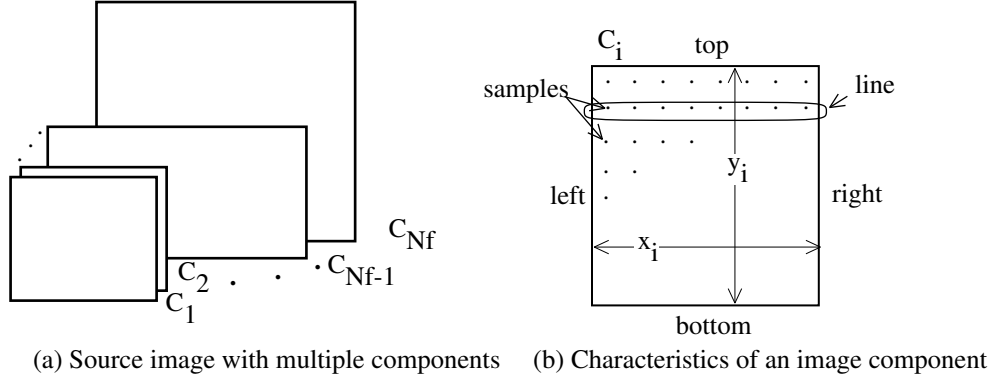 C_Nf
C_Nf-1
C_2
C_1
(a) Source image with multiple components
C_i
top
samples
line
y_i
left
right
x_i
bottom
(b) Characteristics of an image component